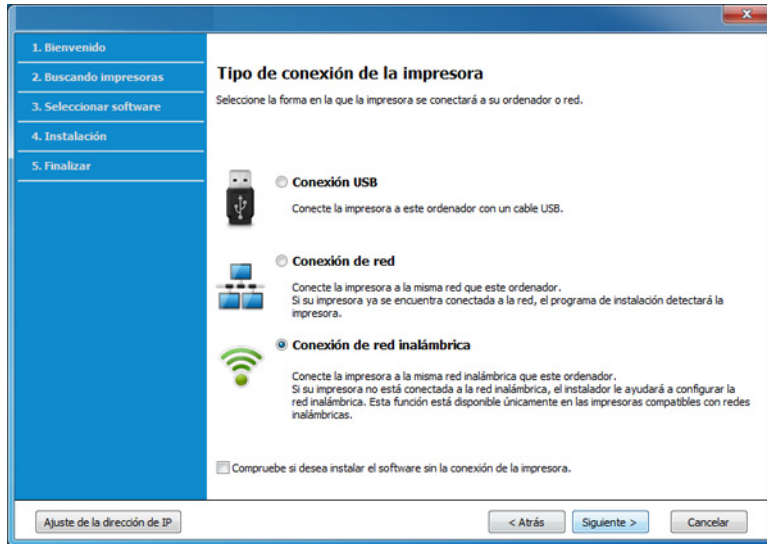 1. Bienvenido
2. Buscando impresoras
3. Seleccionar software
4. Instalación
5. Finalizar
Tipo de conexión de la impresora
Seleccione la forma en la que la impresora se conectará a su ordenador o red.
Conexión USB
Conecte la impresora a este ordenador con un cable USB.
Conexión de red
Conecte la impresora a la misma red que este ordenador.
Si su impresora ya se encuentra conectada a la red, el programa de instalación detectará la
impresora.
Conexión de red inalámbrica
Conecte la impresora a la misma red inalámbrica que este ordenador.
Si su impresora no está conectada a la red inalámbrica, el instalador le ayudará a configurar la
red inalámbrica. Esta función está disponible únicamente en las impresoras compatibles con redes
inalámbricas.
Compruebe si desea instalar el software sin la conexión de la impresora.
Ajuste de la dirección de IP
< Atrás
Siguiente >
Cancelar